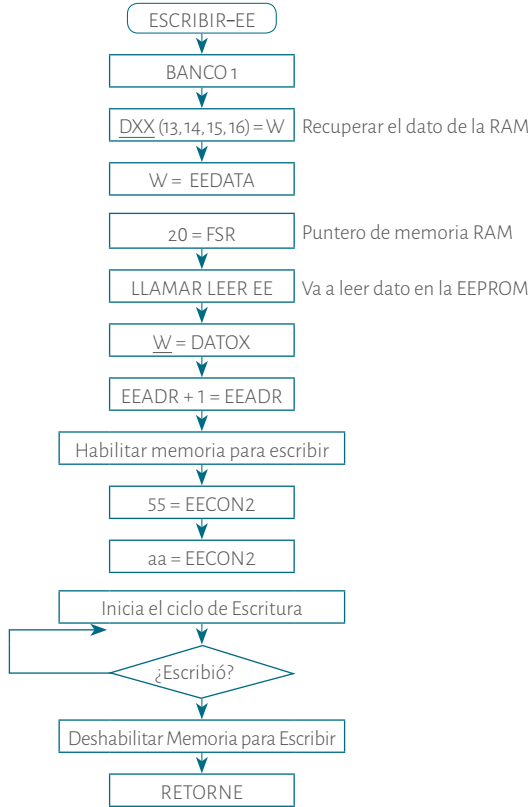 ESCRIBIR-EE
BANCO 1
DXX (13, 14, 15, 16) = W Recuperar el dato de la RAM
W = EEDATA
20 = FSR Puntero de memoria RAM
LLAMAR LEER EE Va a leer dato en la EEPROM
W = DATOX
EEADR + 1 = EEADR
Habilitar memoria para escribir
55 = EECON2
aa = EECON2
Inicia el ciclo de Escritura
¿Escribió?
Deshabilitar Memoria para Escribir
RETORNE